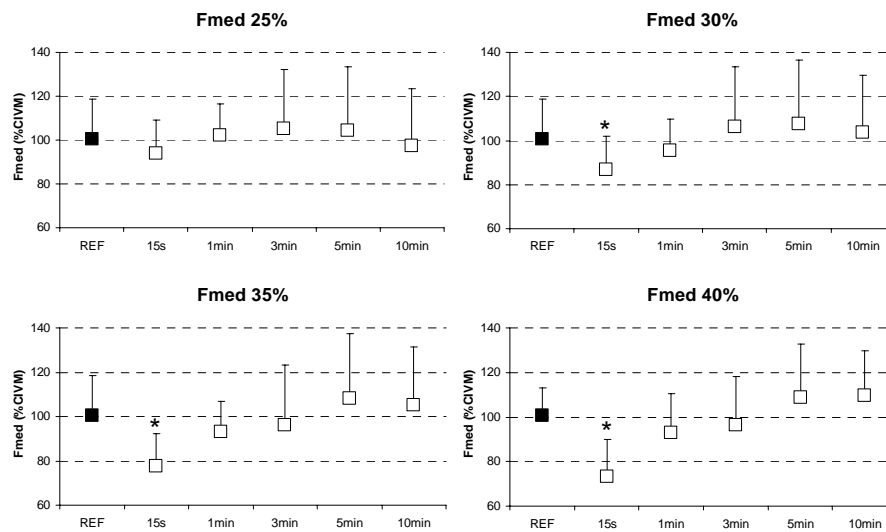 Fmed 25%
Fmed (%CIVM)
140
120
100
80
60
REF 15s 1min 3min 5min 10min
Fmed 30%
Fmed (%CIVM)
140
120
100
80
60
*
REF 15s 1min 3min 5min 10min
Fmed 35%
Fmed (%CIVM)
140
120
100
80
60
*
REF 15s 1min 3min 5min 10min
Fmed 40%
Fmed (%CIVM)
140
120
100
80
60
*
REF 15s 1min 3min 5min 10min